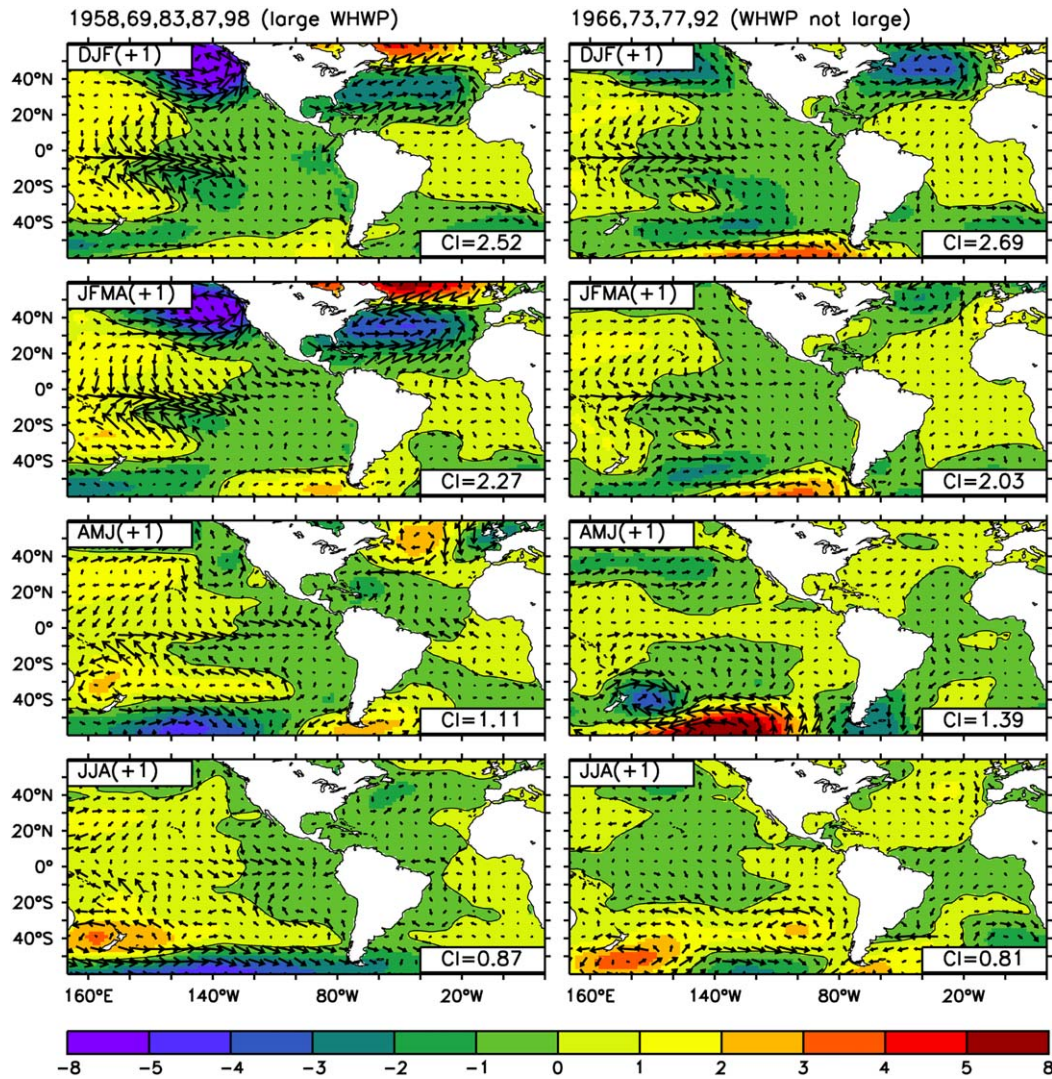 1958,69,83,87,98 (large WHWP) 1966,73,77,92 (WHWP not large)
DJF(+1) DJF(+1)
40°N
20°N
0°
20°S
40°S
CI=2.52 CI=2.69
JFMA(+1) JFMA(+1)
40°N
20°N
0°
20°S
40°S
CI=2.27 CI=2.03
AMJ(+1) AMJ(+1)
40°N
20°N
0°
20°S
40°S
CI=1.11 CI=1.39
JJA(+1) JJA(+1)
40°N
20°N
0°
20°S
40°S
CI=0.87 CI=0.81
160°E 140°W 80°W 20°W 160°E 140°W 80°W 20°W
-8 -5 -4 -3 -2 -1 0 1 2 3 4 5 8